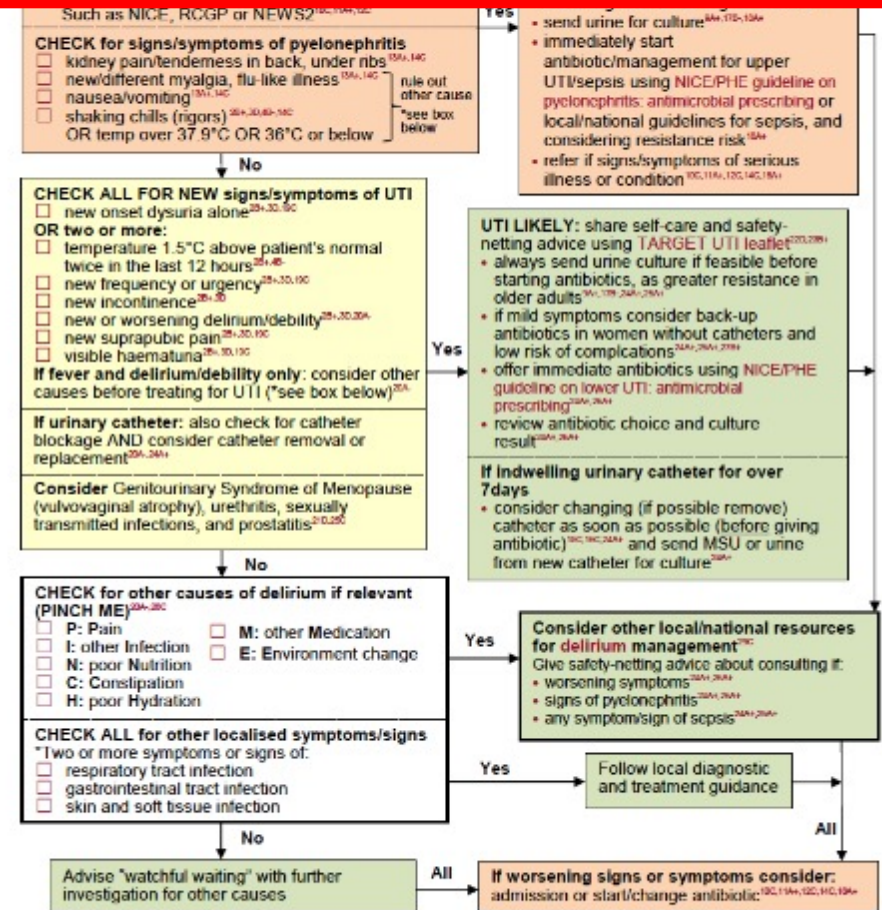 Such as NICE, RCGP or NEWS2
CHECK for signs/symptoms of pyelonephritis
kidney pain/tenderness in back, under ribs
new/different myalgia, flu-like illness
nausea/vomiting
shaking chills (rigors)
OR temp over 37.9°C OR 36°C or below
rule out
other cause
*see box
below
Yes
• send urine for culture
• immediately start
antibiotic/management for upper
UTI/sepsis using NICE/PHE guideline on
pyelonephritis: antimicrobial prescribing or
local/national guidelines for sepsis, and
considering resistance risk
• refer if signs/symptoms of serious
illness or condition
No
CHECK ALL FOR NEW signs/symptoms of UTI
new onset dysuria alone
OR two or more:
temperature 1.5°C above patient's normal
twice in the last 12 hours
new frequency or urgency
new incontinence
new or worsening delirium/debility
new suprapubic pain
visible haematuria
If fever and delirium/debility only: consider other
causes before treating for UTI (*see box below)
If urinary catheter: also check for catheter
blockage AND consider catheter removal or
replacement
Consider Genitourinary Syndrome of Menopause
(vulvovaginal atrophy), urethritis, sexually
transmitted infections, and prostatitis
Yes
UTI LIKELY: share self-care and safety-
netting advice using TARGET UTI leaflet
• always send urine culture if feasible before
starting antibiotics, as greater resistance in
older adults
• if mild symptoms consider back-up
antibiotics in women without catheters and
low risk of complcations
• offer immediate antibiotics using NICE/PHE
guideline on lower UTI: antimicrobial
prescribing
• review antibiotic choice and culture
result
If indwelling urinary catheter for over
7days
• consider changing (if possible remove)
catheter as soon as possible (before giving
antibiotic) and send MSU or urine
from new catheter for culture
No
CHECK for other causes of delirium if relevant
(PINCH ME)
P: Pain
I: other Infection
N: poor Nutrition
C: Constipation
H: poor Hydration
M: other Medication
E: Environment change
Yes
Consider other local/national resources
for delirium management
Give safety-netting advice about consulting if:
• worsening symptoms
• signs of pyelonephritis
• any symptom/sign of sepsis
CHECK ALL for other localised symptoms/signs
*Two or more symptoms or signs of:
respiratory tract infection
gastrointestinal tract infection
skin and soft tissue infection
Yes
Follow local diagnostic
and treatment guidance
All
No
Advise "watchful waiting" with further
investigation for other causes
All
If worsening signs or symptoms consider:
admission or start/change antibiotic